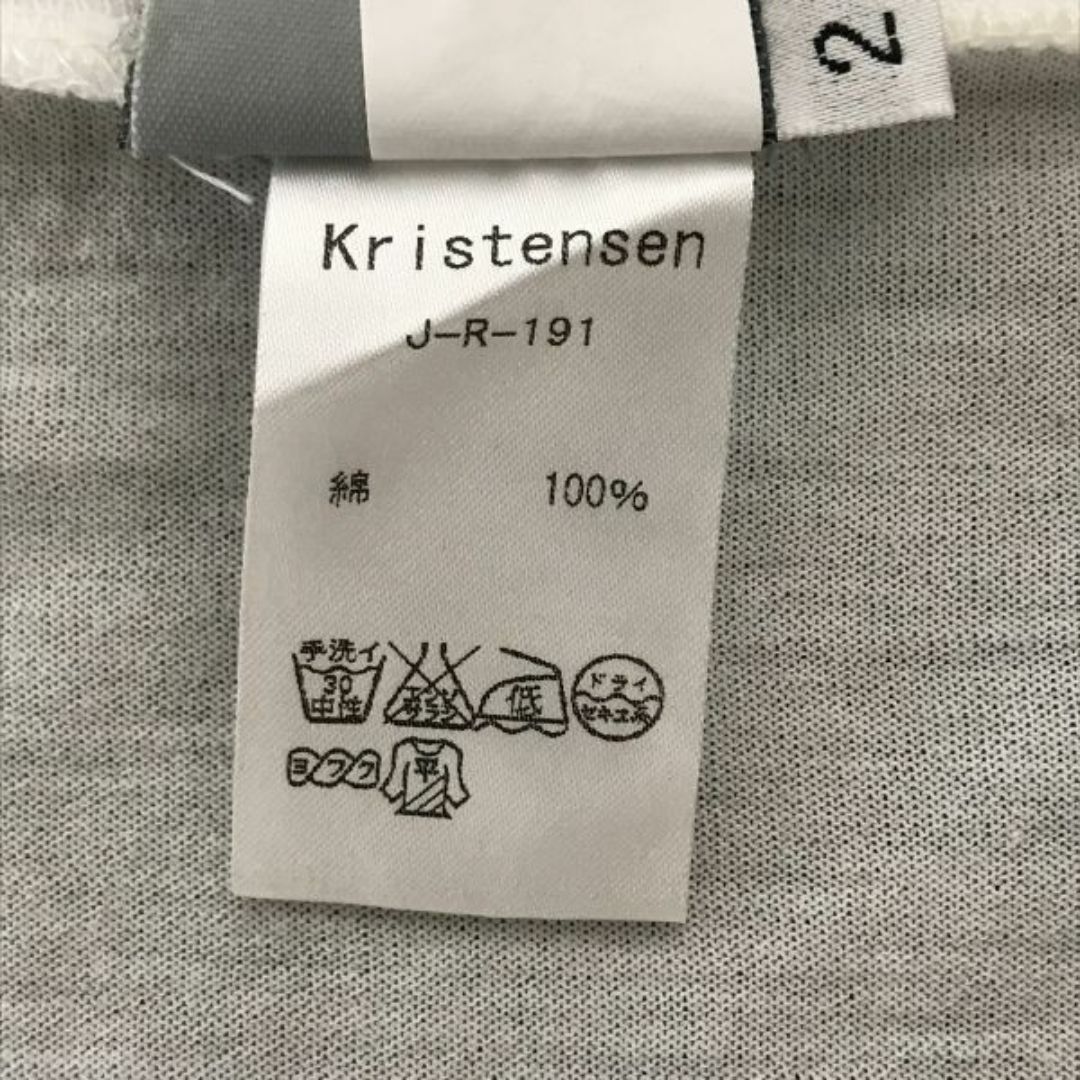 2
Kristensen
J-R-191
綿 100%
手洗イ
30
中性
低
ドライ
セキユ系
ヨワク
平